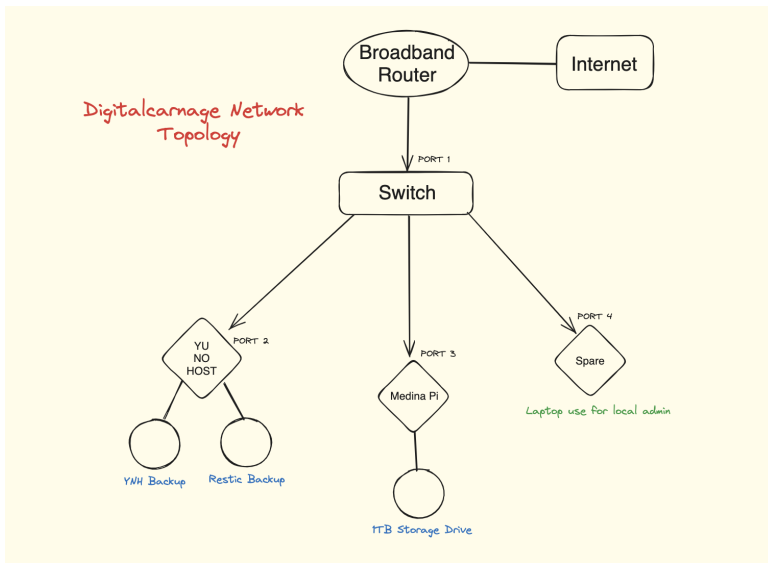 Broadband
Router
Internet
Digitalcarnage Network
Topology
PORT 1
Switch
PORT 2
YU
NO
HOST
PORT 3
PORT 4
Medina Pi
Spare
Laptop use for local admin
YNH Backup
Restic Backup
1TB Storage Drive